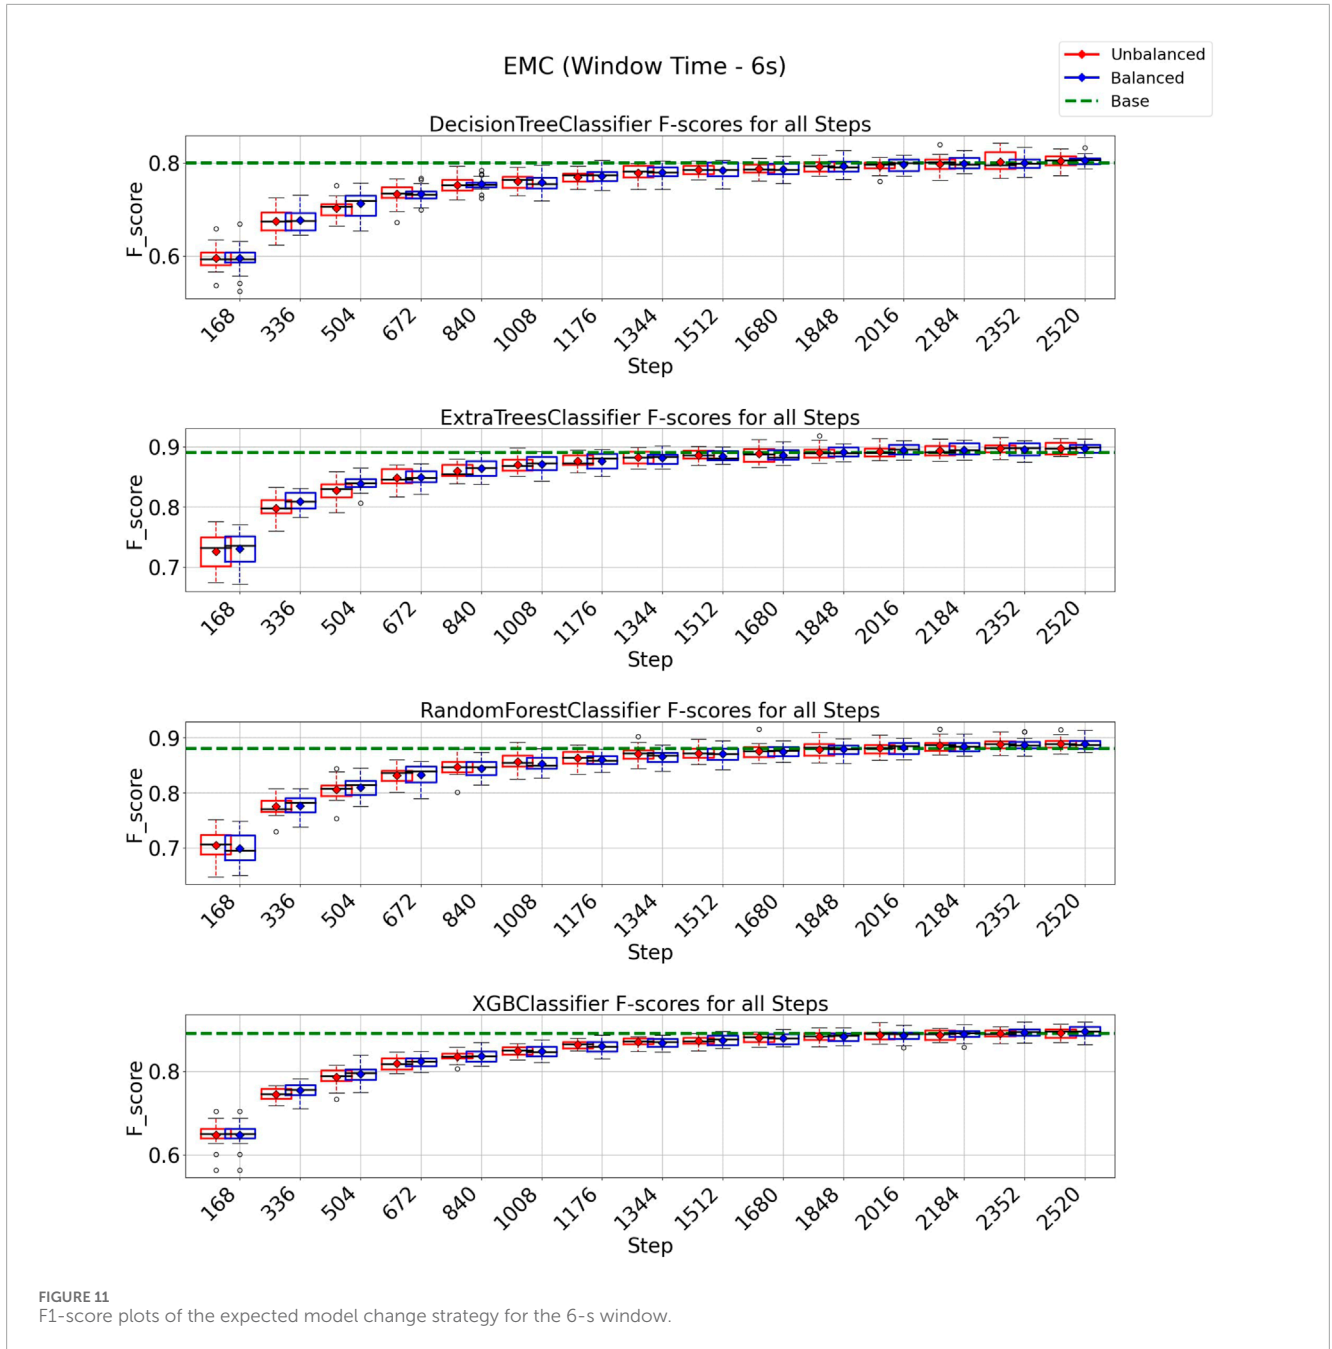 EMC (Window Time - 6s)
Unbalanced
Balanced
Base
DecisionTreeClassifier F-scores for all Steps
F_score
0.8
0.6
168 336 504 672 840 1008 1176 1344 1512 1680 1848 2016 2184 2352 2520
Step
ExtraTreesClassifier F-scores for all Steps
F_score
0.9
0.8
0.7
168 336 504 672 840 1008 1176 1344 1512 1680 1848 2016 2184 2352 2520
Step
RandomForestClassifier F-scores for all Steps
F_score
0.9
0.8
0.7
168 336 504 672 840 1008 1176 1344 1512 1680 1848 2016 2184 2352 2520
Step
XGBClassifier F-scores for all Steps
F_score
0.8
0.6
168 336 504 672 840 1008 1176 1344 1512 1680 1848 2016 2184 2352 2520
Step
FIGURE 11
F1-score plots of the expected model change strategy for the 6-s window.